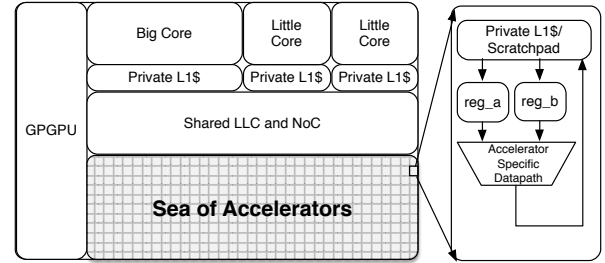 Big Core
Little
Core
Little
Core
Private L1$
Private L1$
Private L1$
GPGPU
Shared LLC and NoC
Sea of Accelerators
Private L1$/
Scratchpad
reg_a
reg_b
Accelerator
Specific
Datapath